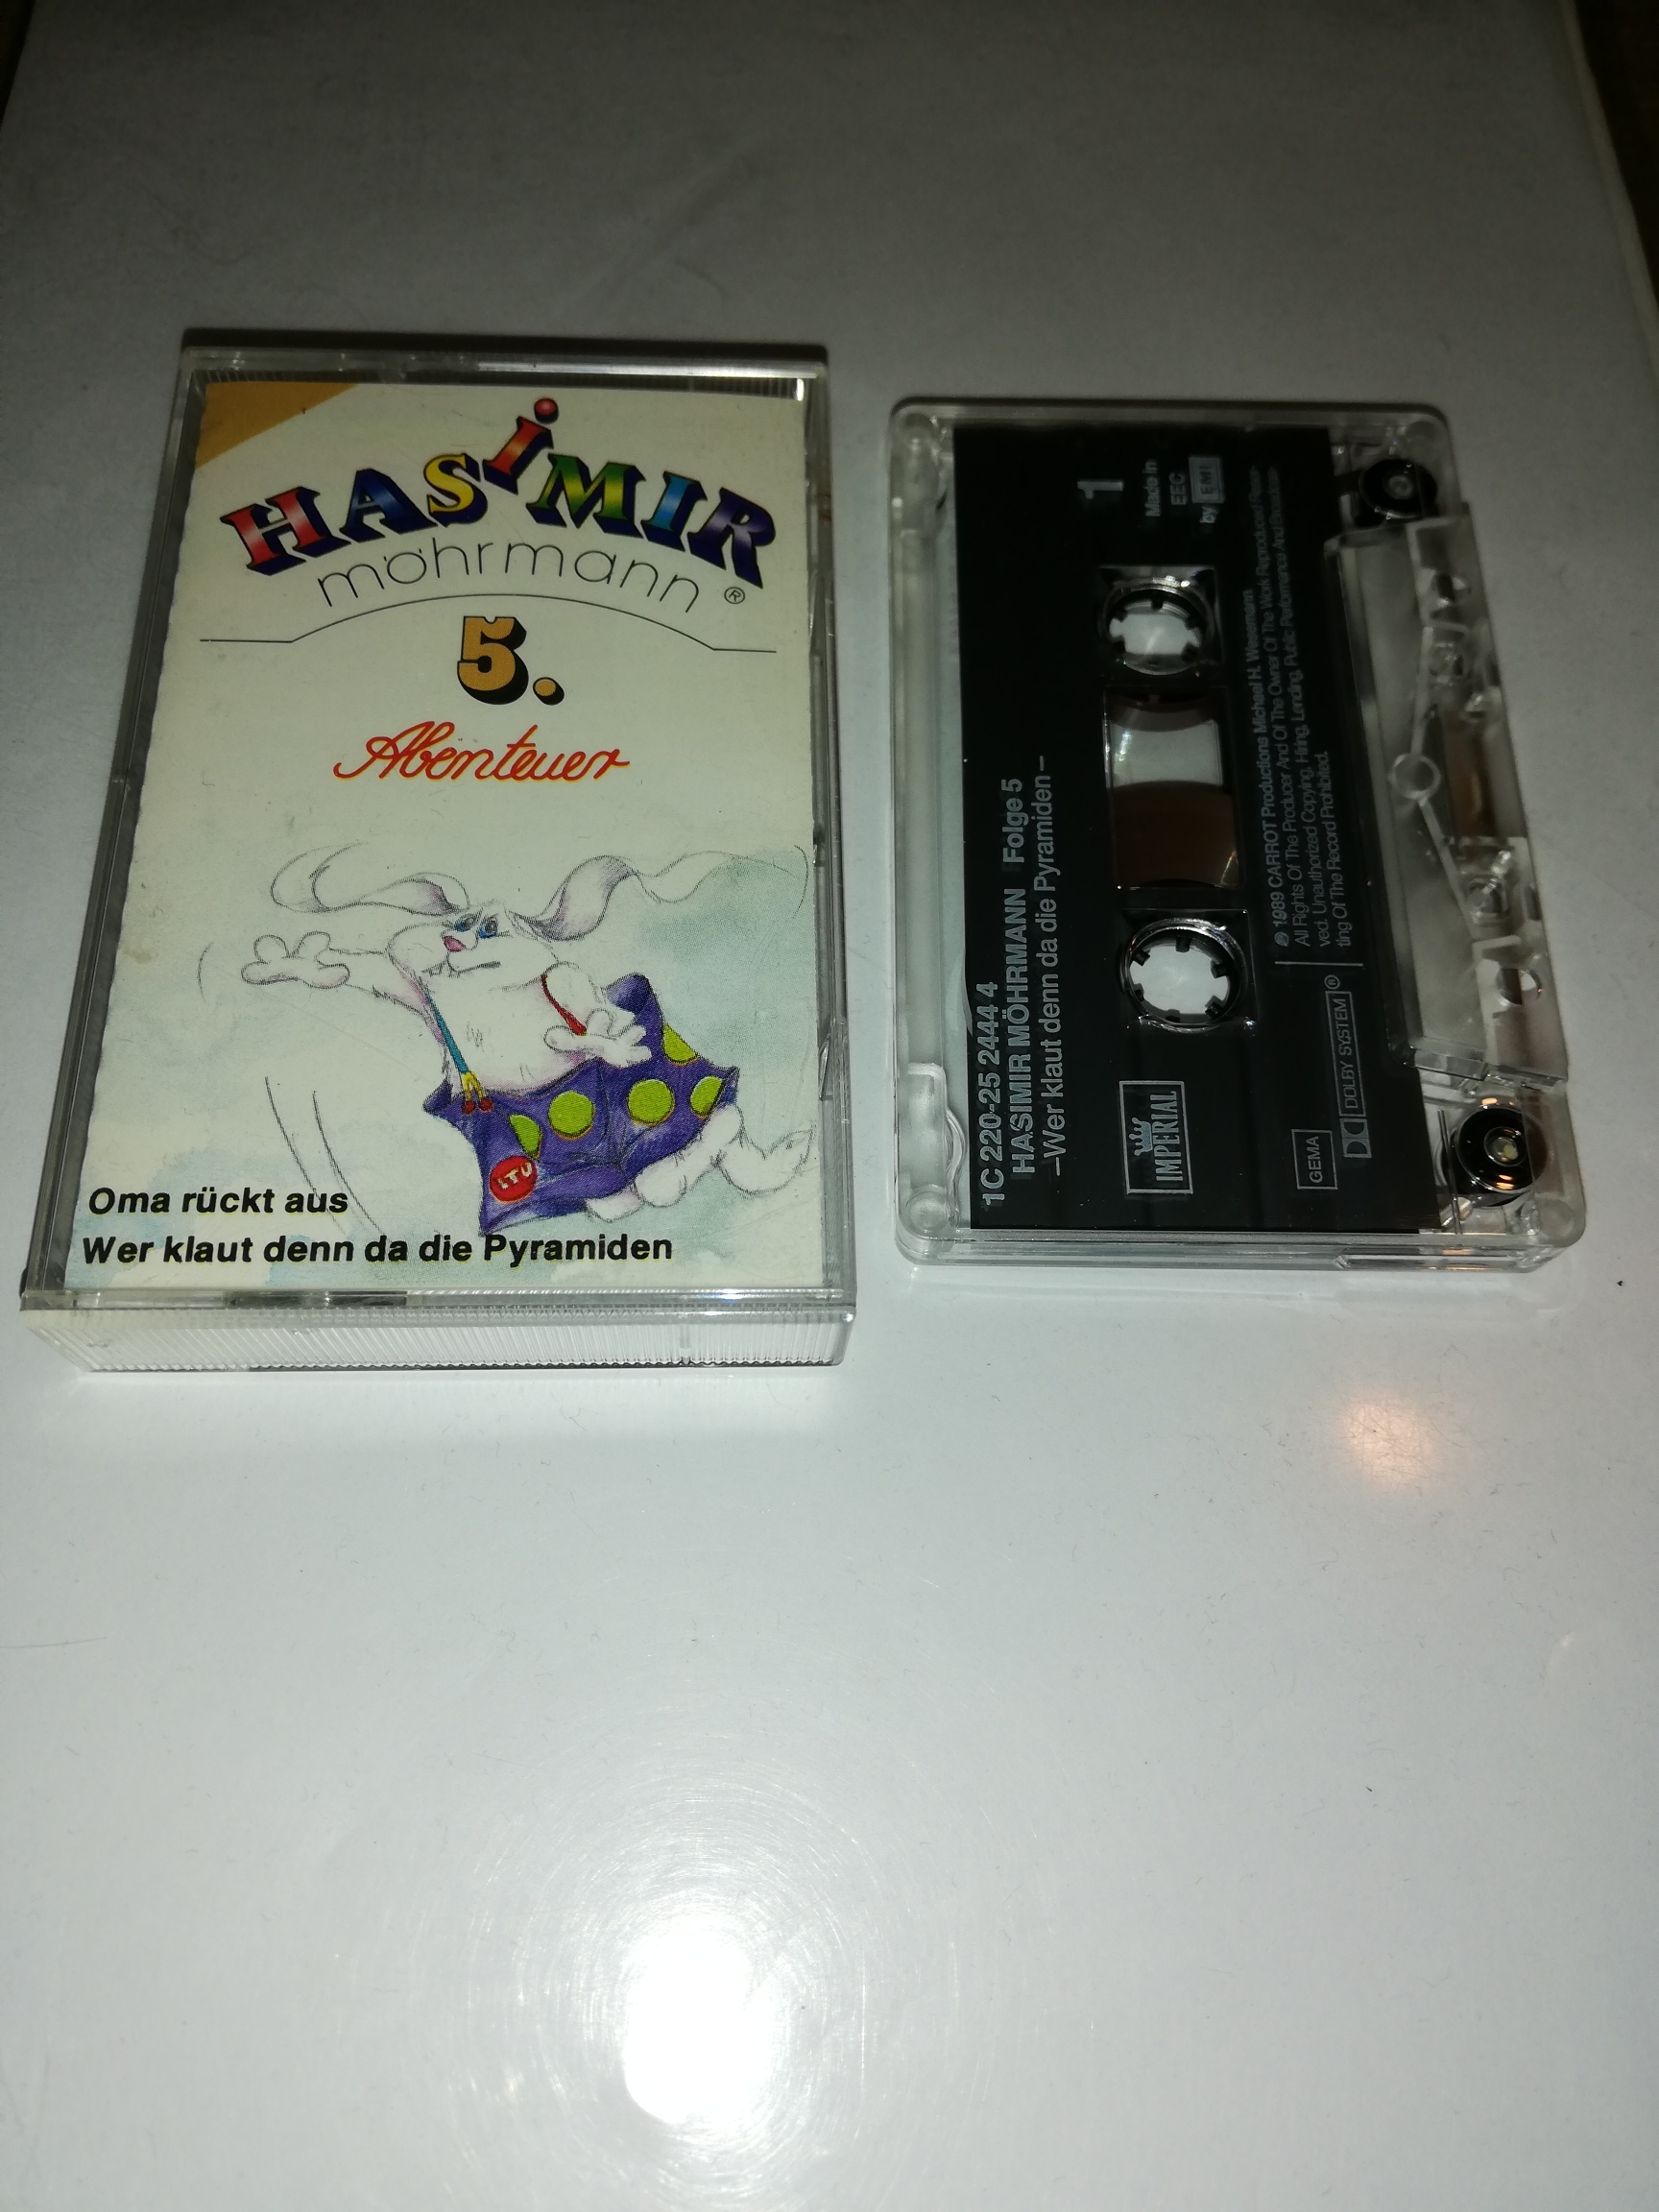 HASiMIR
möhrmann ®
5.
Abenteuer
LTU
Oma rückt aus
Wer klaut denn da die Pyramiden
1C 220-25 2444 4
HASIMIR MÖHRMANN Folge 5
–Wer klaut denn da die Pyramiden–
1
Made in
EEC
by EMI
IMPERIAL
℗ 1989 CARROT Productions Michael H. Wesemann
All Rights Of The Producer And Of The Owner Of The Work Reproduced Reser-
ved. Unauthorized Copying, Hiring, Lending, Public Performance And Broadcas-
ting Of The Record Prohibited.
GEMA
DOLBY SYSTEM ®